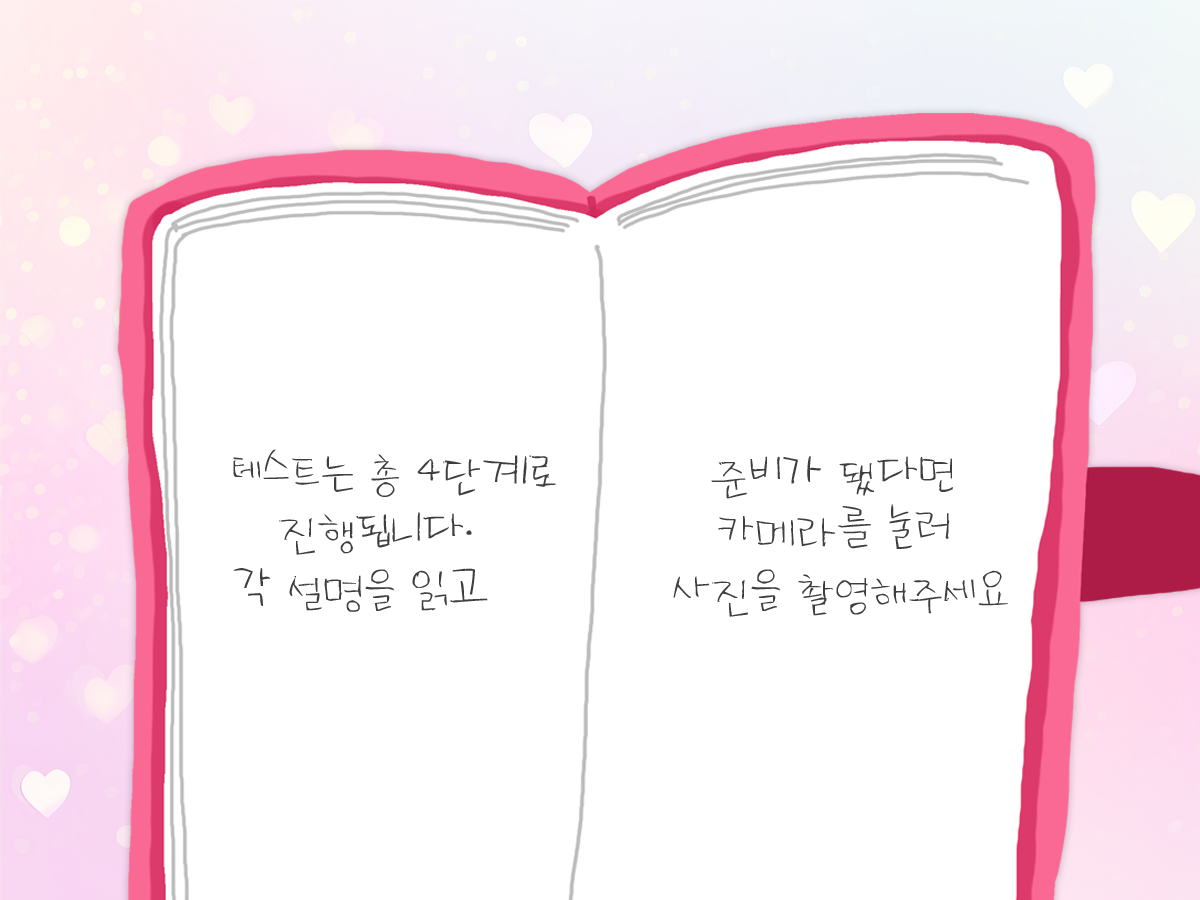 테스트는 총 4단계로
진행됩니다.
각 설명을 읽고
준비가 됐다면
카메라를 눌러
사진을 촬영해주세요